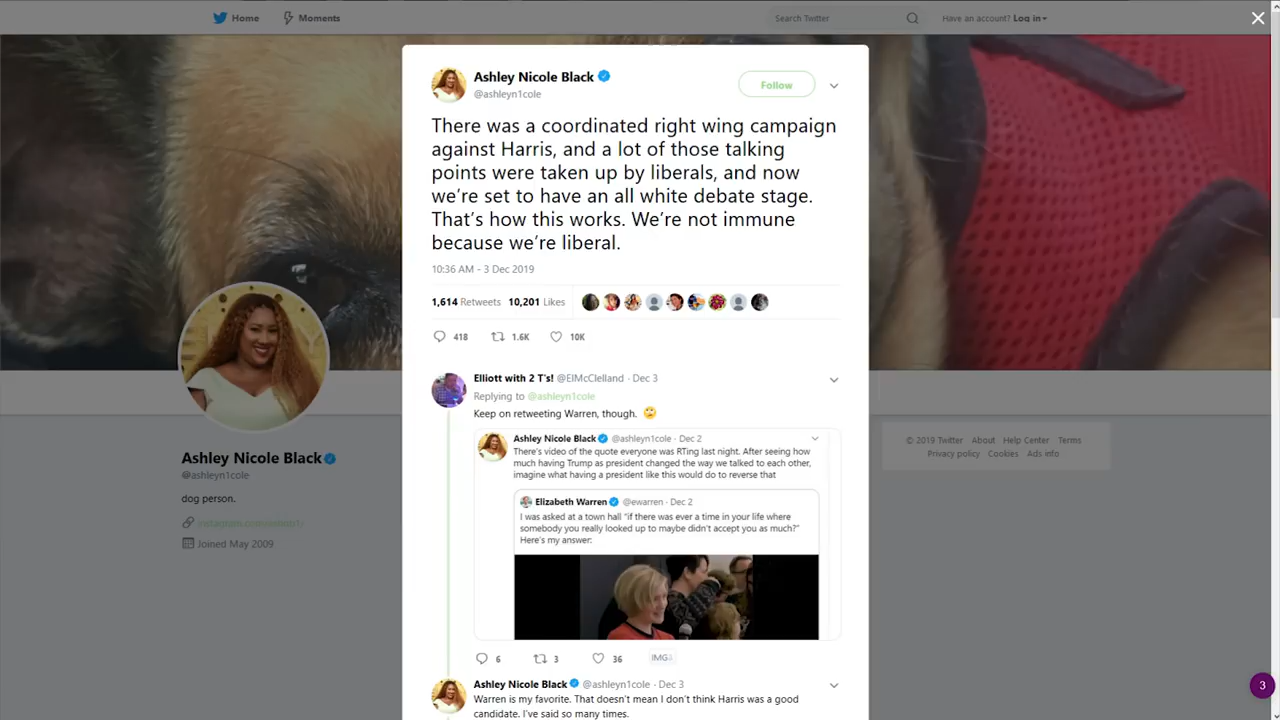 Home
Moments
Search Twitter
Have an account? Log in
Ashley Nicole Black
@ashleyn1cole
Follow
There was a coordinated right wing campaign
against Harris, and a lot of those talking
points were taken up by liberals, and now
we're set to have an all white debate stage.
That's how this works. We're not immune
because we're liberal.
10:36 AM - 3 Dec 2019
1,614 Retweets 10,201 Likes
418 1.6K 10K
Elliott with 2 T's! @ElMcClelland · Dec 3
Replying to @ashleyn1cole
Keep on retweeting Warren, though. 🙄
Ashley Nicole Black @ashleyn1cole · Dec 2
There's video of the quote everyone was RTing last night. After seeing how
much having Trump as president changed the way we talked to each other,
imagine what having a president like this would do to reverse that
Elizabeth Warren @ewarren · Dec 2
I was asked at a town hall "if there was ever a time in your life where
somebody you really looked up to maybe didn't accept you as much?"
Here's my answer:
6 3 36
Ashley Nicole Black @ashleyn1cole · Dec 3
Warren is my favorite. That doesn't mean I don't think Harris was a good
candidate. I've said so many times.
Ashley Nicole Black
@ashleyn1cole
dog person.
Joined May 2009
© 2019 Twitter About Help Center Terms
Privacy policy Cookies Ads info
3